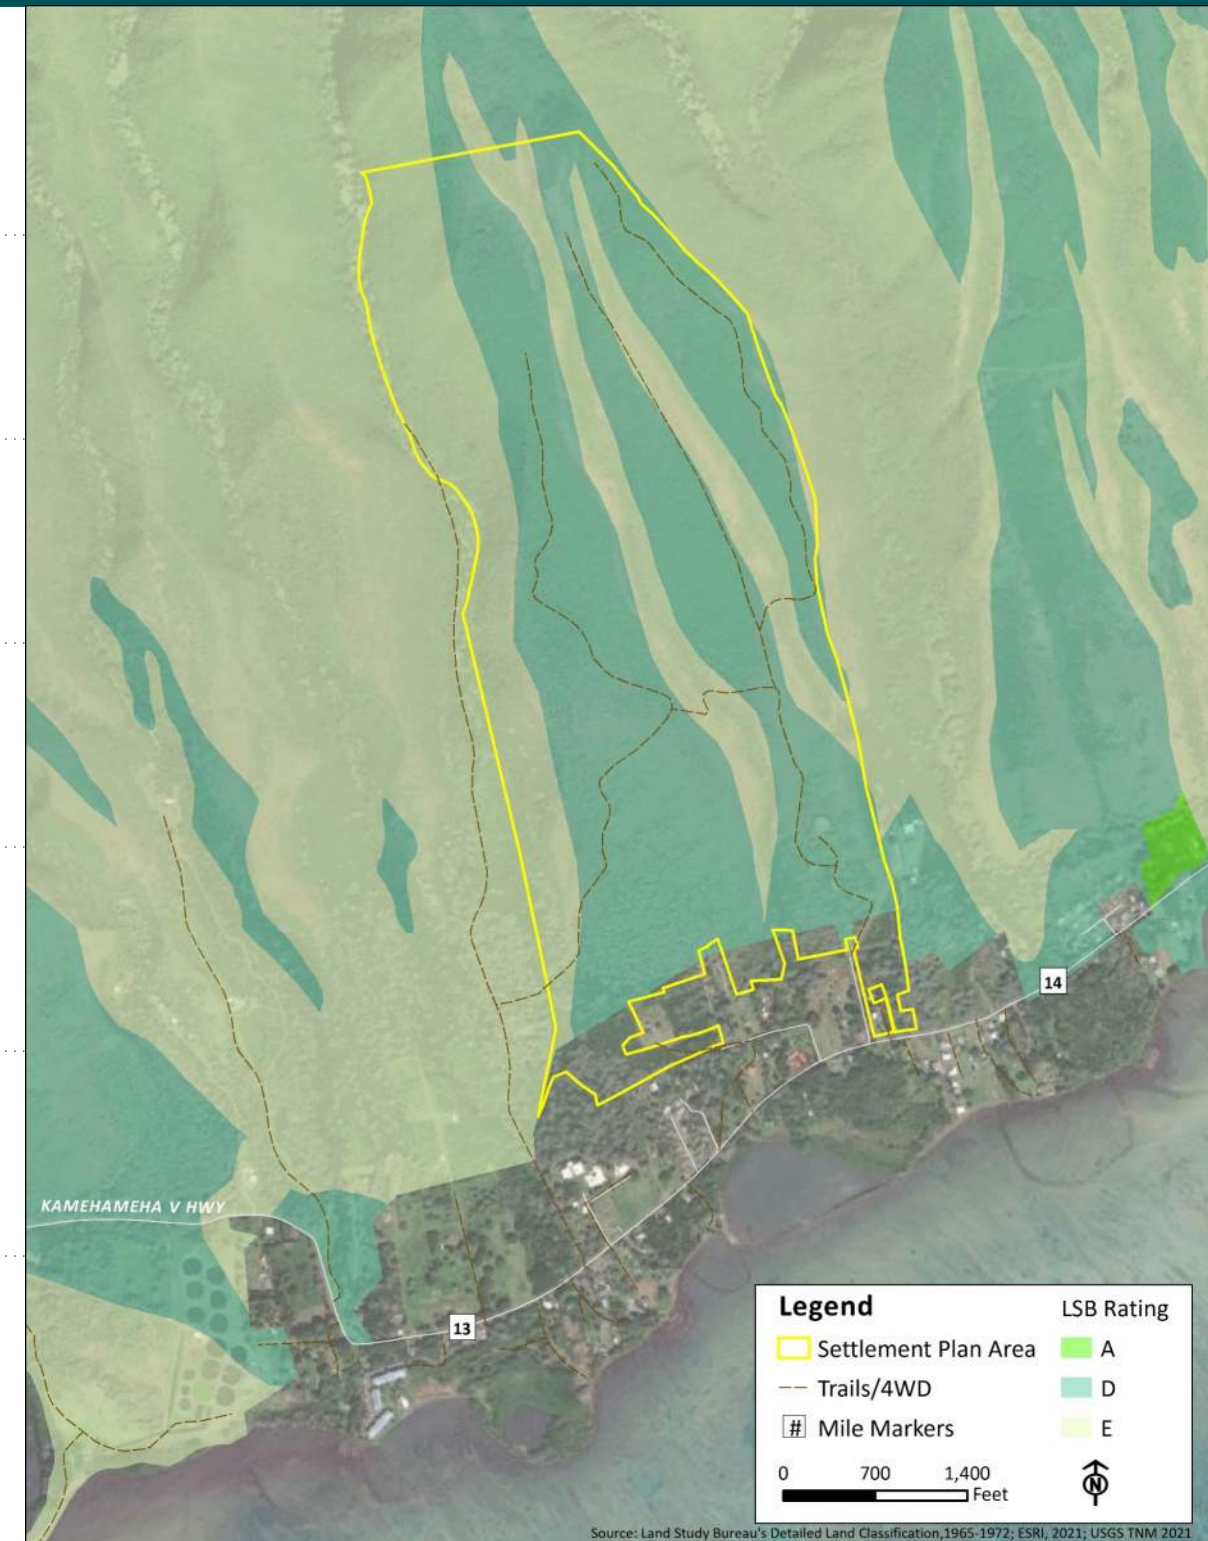 KAMEHAMEHA V HWY
14
13
Legend
LSB Rating
Settlement Plan Area
A
Trails/4WD
D
# Mile Markers
E
0 700 1,400
Feet
N
Source: Land Study Bureau's Detailed Land Classification,1965-1972; ESRI, 2021; USGS TNM 2021